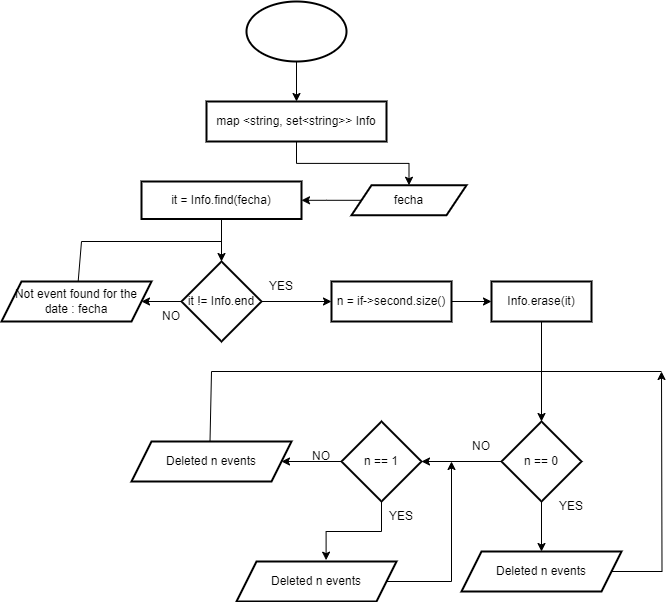 map <string, set<string>> Info
fecha
it = Info.find(fecha)
it != Info.end
YES
NO
Not event found for the
date : fecha
n = if->second.size()
Info.erase(it)
n == 0
NO
YES
n == 1
NO
YES
Deleted n events
Deleted n events
Deleted n events